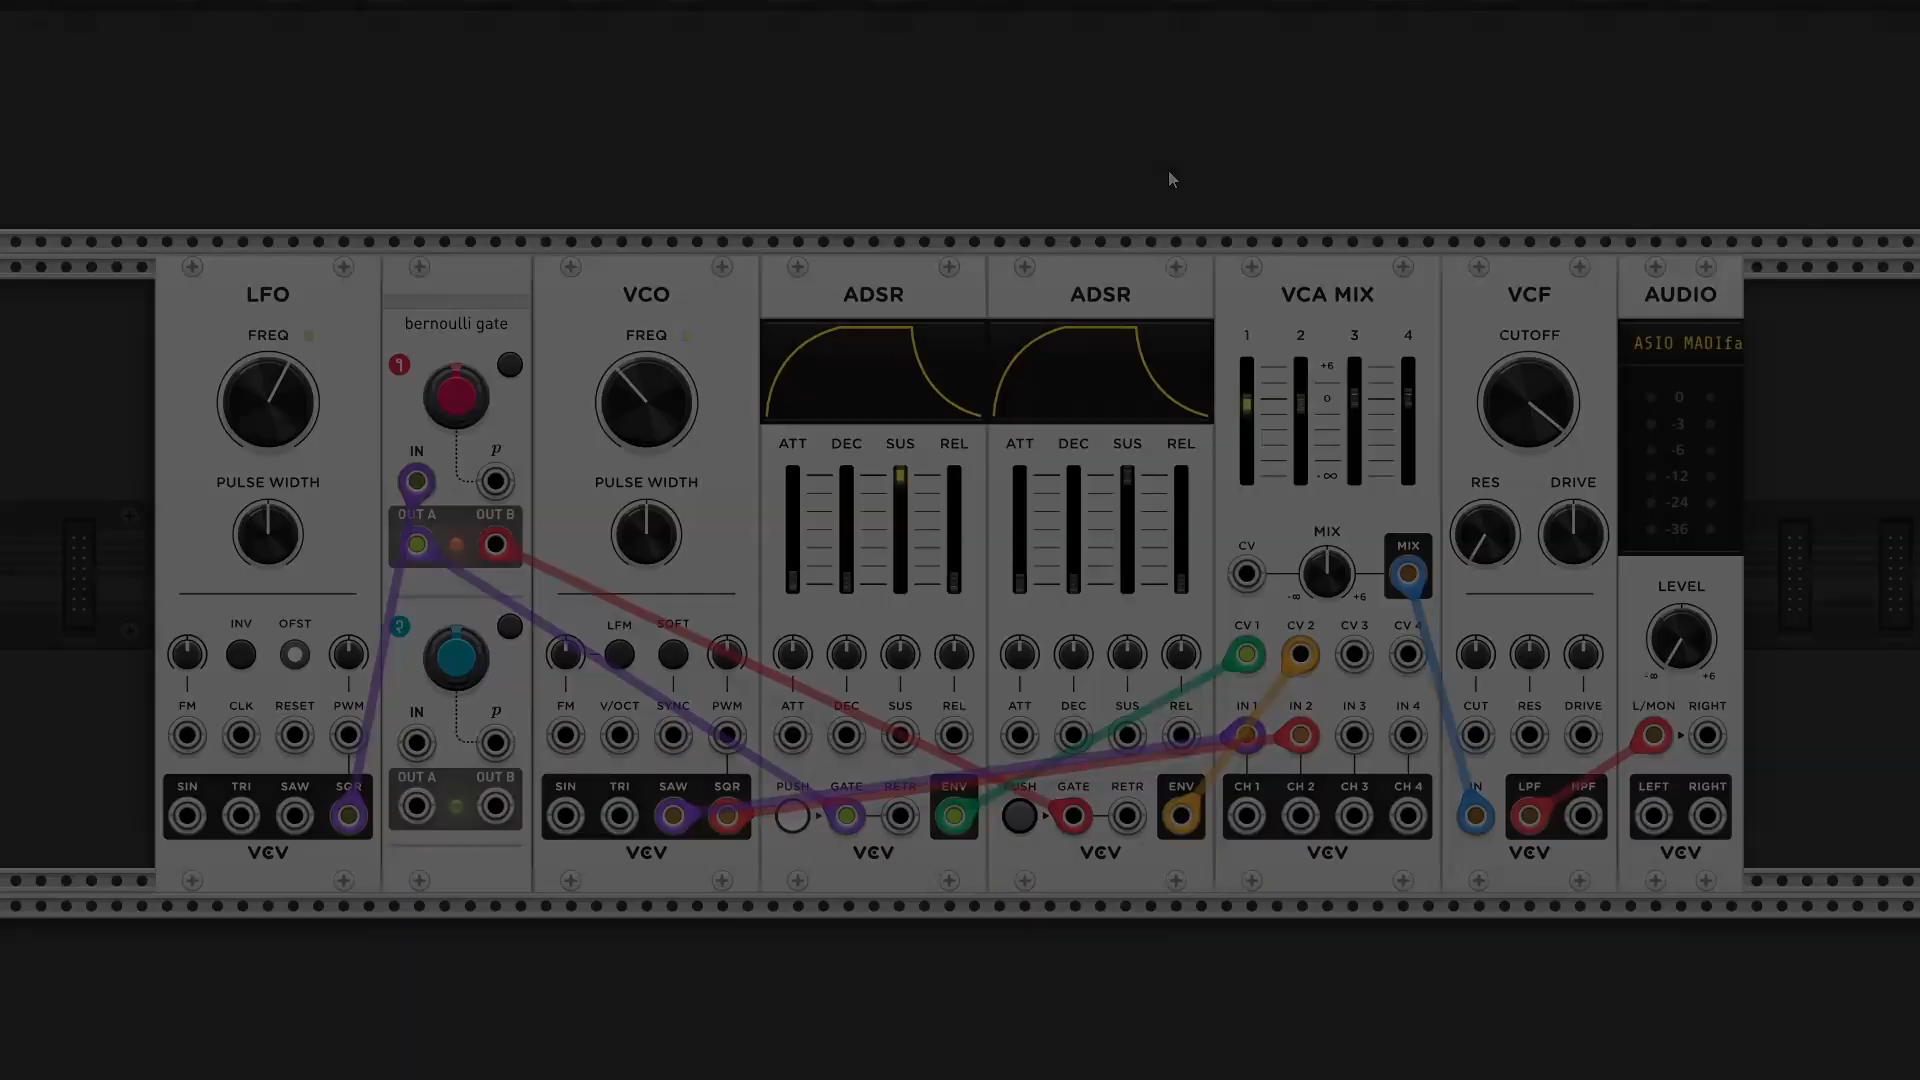 LFO
FREQ
PULSE WIDTH
INV OFST
FM CLK RESET PWM
SIN TRI SAW SQR
VCV
bernoulli gate
IN p
OUT A OUT B
IN p
OUT A OUT B
VCO
FREQ
PULSE WIDTH
LFM SOFT
FM V/OCT SYNC PWM
SIN TRI SAW SQR
VCV
ADSR
ATT DEC SUS REL
ATT DEC SUS REL
PUSH GATE RETR ENV
VCV
ADSR
ATT DEC SUS REL
ATT DEC SUS REL
PUSH GATE RETR ENV
VCV
VCA MIX
1 2 3 4
+6
0
-∞
MIX
CV MIX
-∞ +6
CV 1 CV 2 CV 3 CV 4
IN 1 IN 2 IN 3 IN 4
CH 1 CH 2 CH 3 CH 4
VCV
VCF
CUTOFF
RES DRIVE
CUT RES DRIVE
IN LPF HPF
VCV
AUDIO
ASIO MADIfa
0
-3
-6
-12
-24
-36
LEVEL
-∞ +6
L/MON RIGHT
LEFT RIGHT
VCV